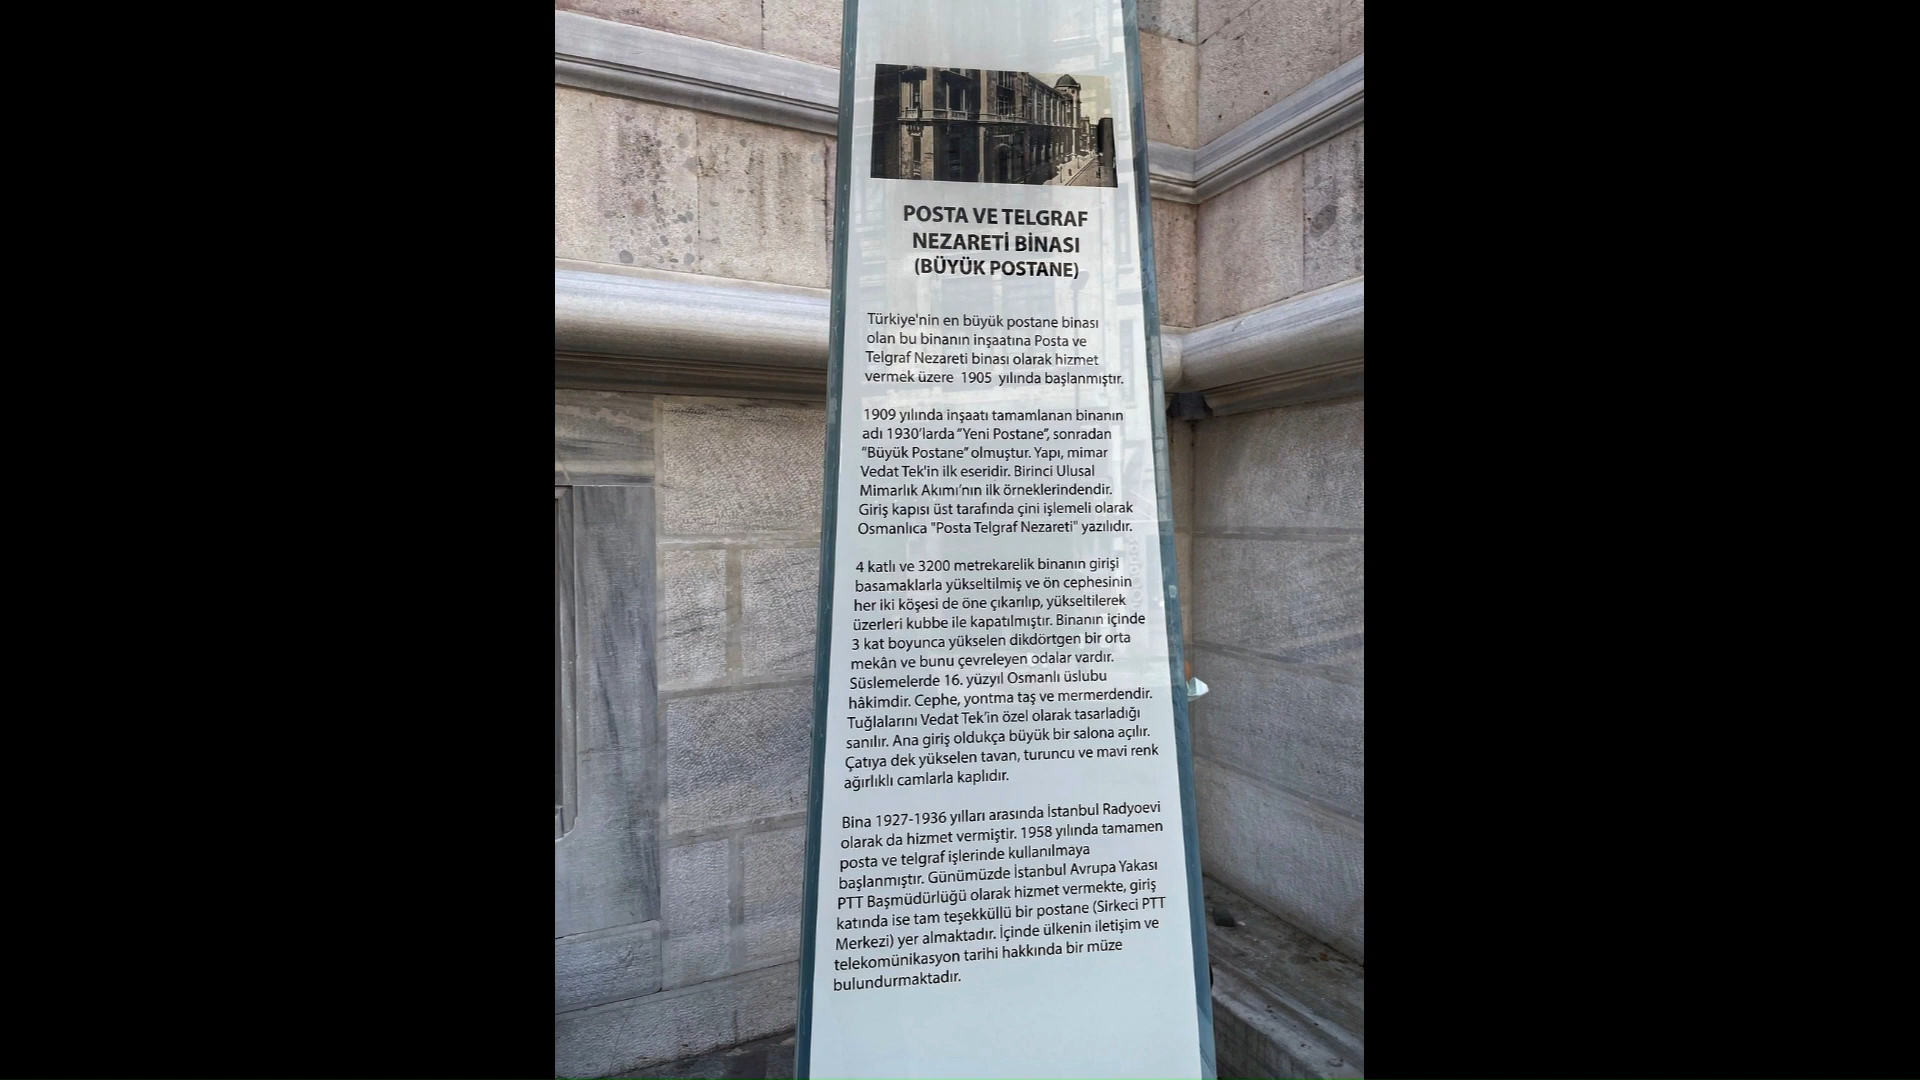 POSTA VE TELGRAF
NEZARETİ BİNASI
(BÜYÜK POSTANE)
Türkiye'nin en büyük postane binası
olan bu binanın inşaatına Posta ve
Telgraf Nezareti binası olarak hizmet
vermek üzere 1905 yılında başlanmıştır.
1909 yılında inşaatı tamamlanan binanın
adı 1930'larda "Yeni Postane", sonradan
"Büyük Postane" olmuştur. Yapı, mimar
Vedat Tek'in ilk eseridir. Birinci Ulusal
Mimarlık Akımı'nın ilk örneklerindendir.
Giriş kapısı üst tarafında çini işlemeli olarak
Osmanlıca "Posta Telgraf Nezareti" yazılıdır.
4 katlı ve 3200 metrekarelik binanın girişi
basamaklarla yükseltilmiş ve ön cephesinin
her iki köşesi de öne çıkarılıp, yükseltilerek
üzerleri kubbe ile kapatılmıştır. Binanın içinde
3 kat boyunca yükselen dikdörtgen bir orta
mekân ve bunu çevreleyen odalar vardır.
Süslemelerde 16. yüzyıl Osmanlı üslubu
hâkimdir. Cephe, yontma taş ve mermerdendir.
Tuğlalarını Vedat Tek'in özel olarak tasarladığı
sanılır. Ana giriş oldukça büyük bir salona açılır.
Çatıya dek yükselen tavan, turuncu ve mavi renk
ağırlıklı camlarla kaplıdır.
Bina 1927-1936 yılları arasında İstanbul Radyoevi
olarak da hizmet vermiştir. 1958 yılında tamamen
posta ve telgraf işlerinde kullanılmaya
başlanmıştır. Günümüzde İstanbul Avrupa Yakası
PTT Başmüdürlüğü olarak hizmet vermekte, giriş
katında ise tam teşekküllü bir postane (Sirkeci PTT
Merkezi) yer almaktadır. İçinde ülkenin iletişim ve
telekomünikasyon tarihi hakkında bir müze
bulundurmaktadır.